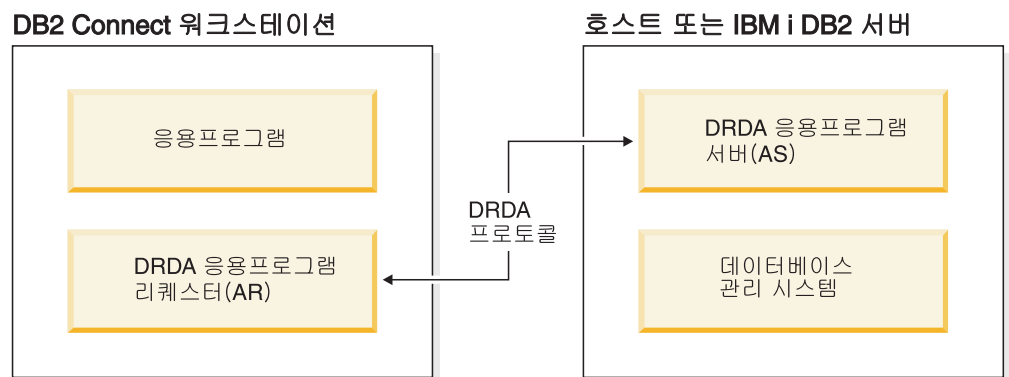 DB2 Connect 워크스테이션
응용프로그램
DRDA 응용프로그램
리퀘스터(AR)
DRDA
프로토콜
호스트 또는 IBM i DB2 서버
DRDA 응용프로그램
서버(AS)
데이터베이스
관리 시스템